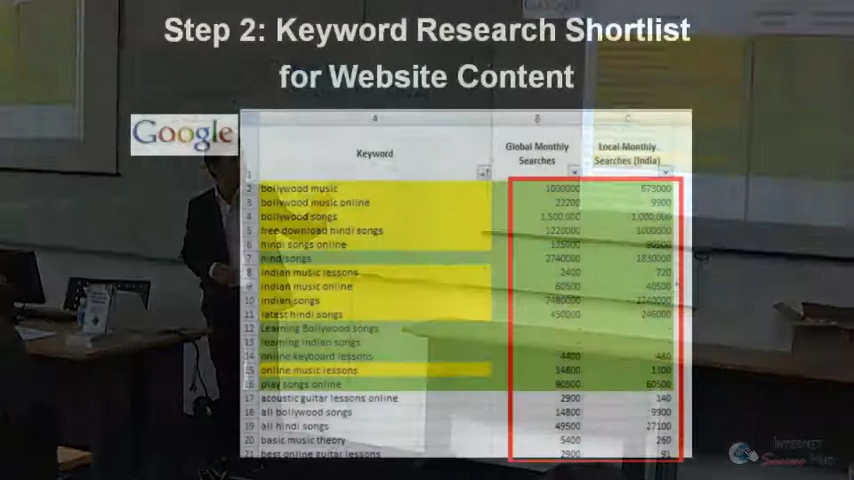 Step 2: Keyword Research Shortlist
for Website Content
Google
A B C
Keyword Global Monthly Searches Local Monthly Searches (India)
1
2 bollywood music 1000000 673000
3 bollywood music online 22200 9900
4 bollywood songs 1,500,000 1,000,000
5 free download hindi songs 1220000 1000000
6 hindi songs online 135000 90500
7 hindi songs 2740000 1830000
8 indian music lessons 2400 720
9 indian music online 60500 40500
10 indian songs 7480000
11 latest hindi songs 450000 246000
12 Learning Bollywood songs
13 learning indian songs
14 online keyboard lessons 4400 480
15 online music lessons 14800 1300
16 play songs online 90500 60500
17 acoustic guitar lessons online 2900 140
18 all bollywood songs 14800 9900
19 all hindi songs 49500 27100
20 basic music theory 5400 260
21 best online guitar lessons 2900 91
INTERNET
Success Hub